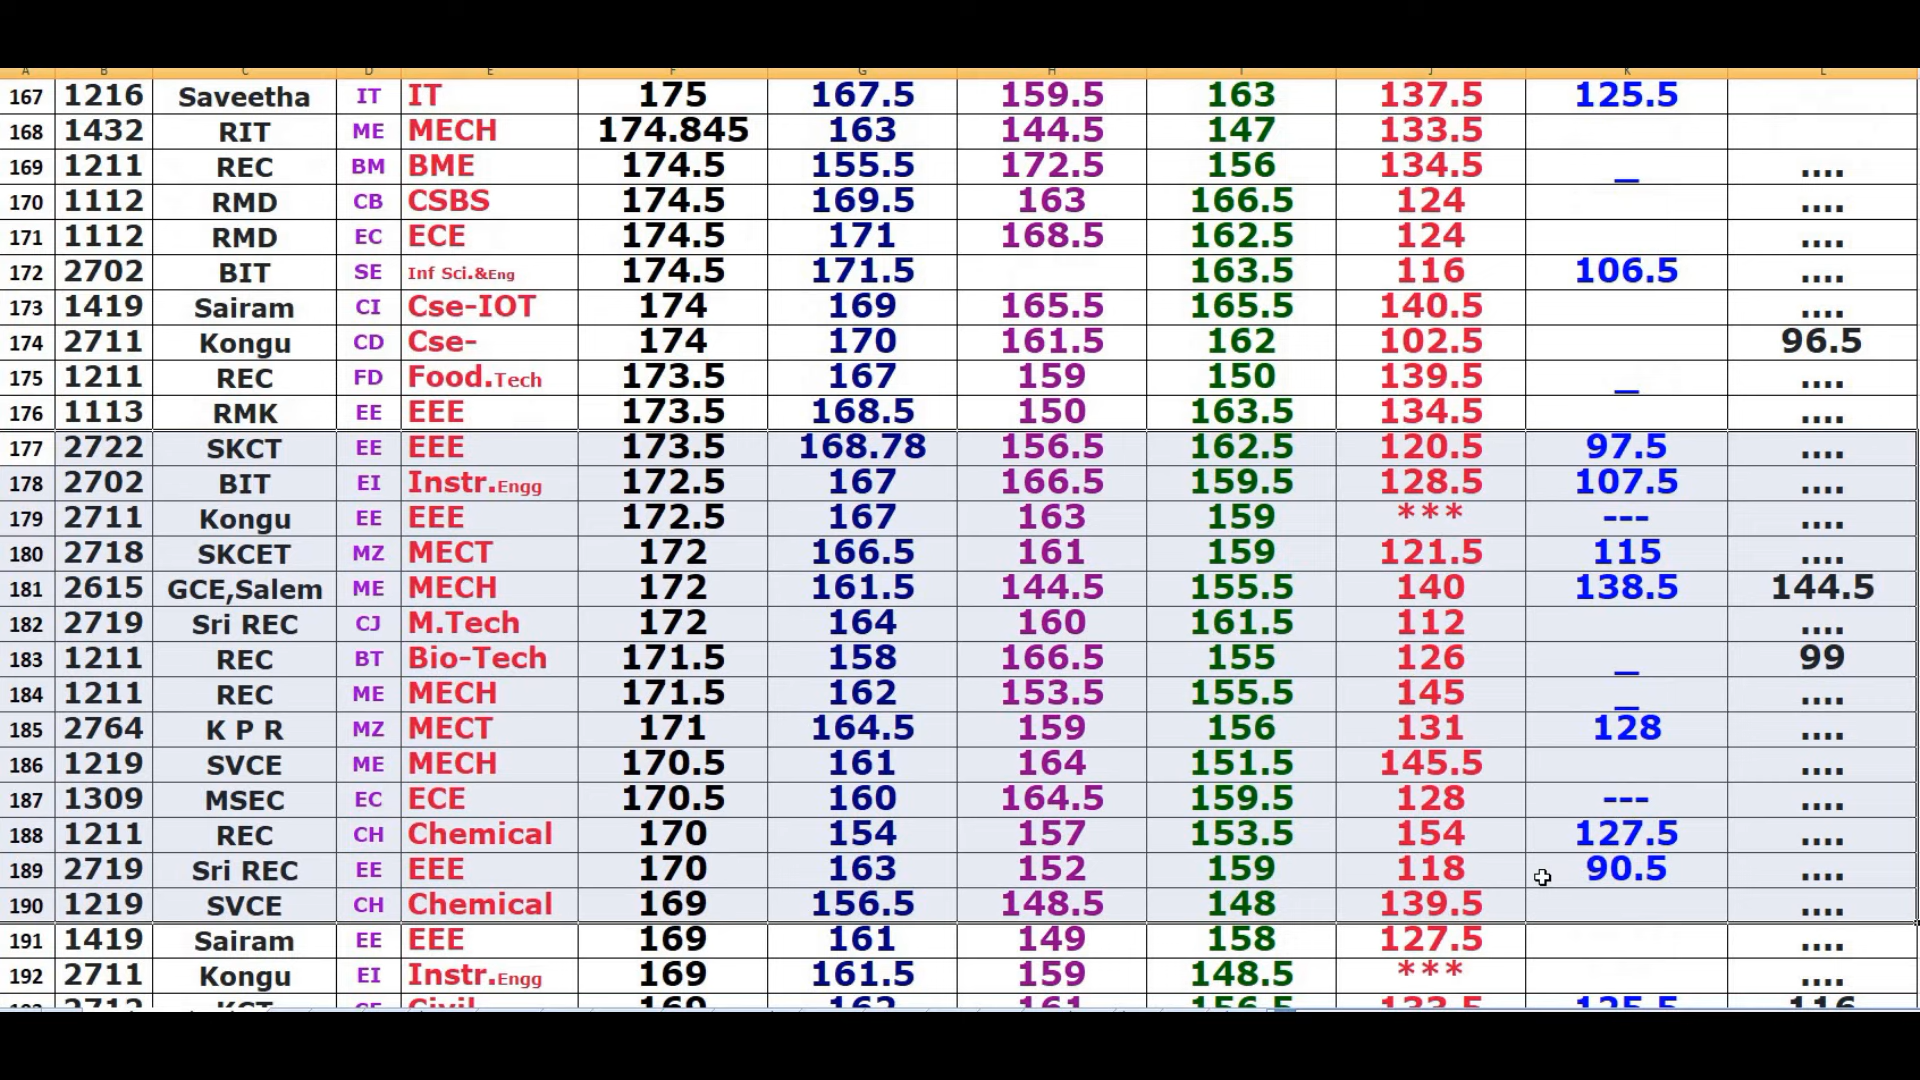 A B C D E F G H I J K L
167 1216 Saveetha IT IT 175 167.5 159.5 163 137.5 125.5
168 1432 RIT ME MECH 174.845 163 144.5 147 133.5
169 1211 REC BM BME 174.5 155.5 172.5 156 134.5 _ ....
170 1112 RMD CB CSBS 174.5 169.5 163 166.5 124 ....
171 1112 RMD EC ECE 174.5 171 168.5 162.5 124 ....
172 2702 BIT SE Inf Sci.&Eng 174.5 171.5 163.5 116 106.5 ....
173 1419 Sairam CI Cse-IOT 174 169 165.5 165.5 140.5 ....
174 2711 Kongu CD Cse- 174 170 161.5 162 102.5 96.5
175 1211 REC FD Food.Tech 173.5 167 159 150 139.5 _ ....
176 1113 RMK EE EEE 173.5 168.5 150 163.5 134.5 ....
177 2722 SKCT EE EEE 173.5 168.78 156.5 162.5 120.5 97.5 ....
178 2702 BIT EI Instr.Engg 172.5 167 166.5 159.5 128.5 107.5 ....
179 2711 Kongu EE EEE 172.5 167 163 159 *** --- ....
180 2718 SKCET MZ MECT 172 166.5 161 159 121.5 115 ....
181 2615 GCE,Salem ME MECH 172 161.5 144.5 155.5 140 138.5 144.5
182 2719 Sri REC CJ M.Tech 172 164 160 161.5 112 ....
183 1211 REC BT Bio-Tech 171.5 158 166.5 155 126 _ 99
184 1211 REC ME MECH 171.5 162 153.5 155.5 145 _ ....
185 2764 K P R MZ MECT 171 164.5 159 156 131 128 ....
186 1219 SVCE ME MECH 170.5 161 164 151.5 145.5 ....
187 1309 MSEC EC ECE 170.5 160 164.5 159.5 128 --- ....
188 1211 REC CH Chemical 170 154 157 153.5 154 127.5 ....
189 2719 Sri REC EE EEE 170 163 152 159 118 90.5 ....
190 1219 SVCE CH Chemical 169 156.5 148.5 148 139.5 ....
191 1419 Sairam EE EEE 169 161 149 158 127.5 ....
192 2711 Kongu EI Instr.Engg 169 161.5 159 148.5 *** ....
2712 KCT CE Civil 169 162 161 156.5 133.5 125.5 116